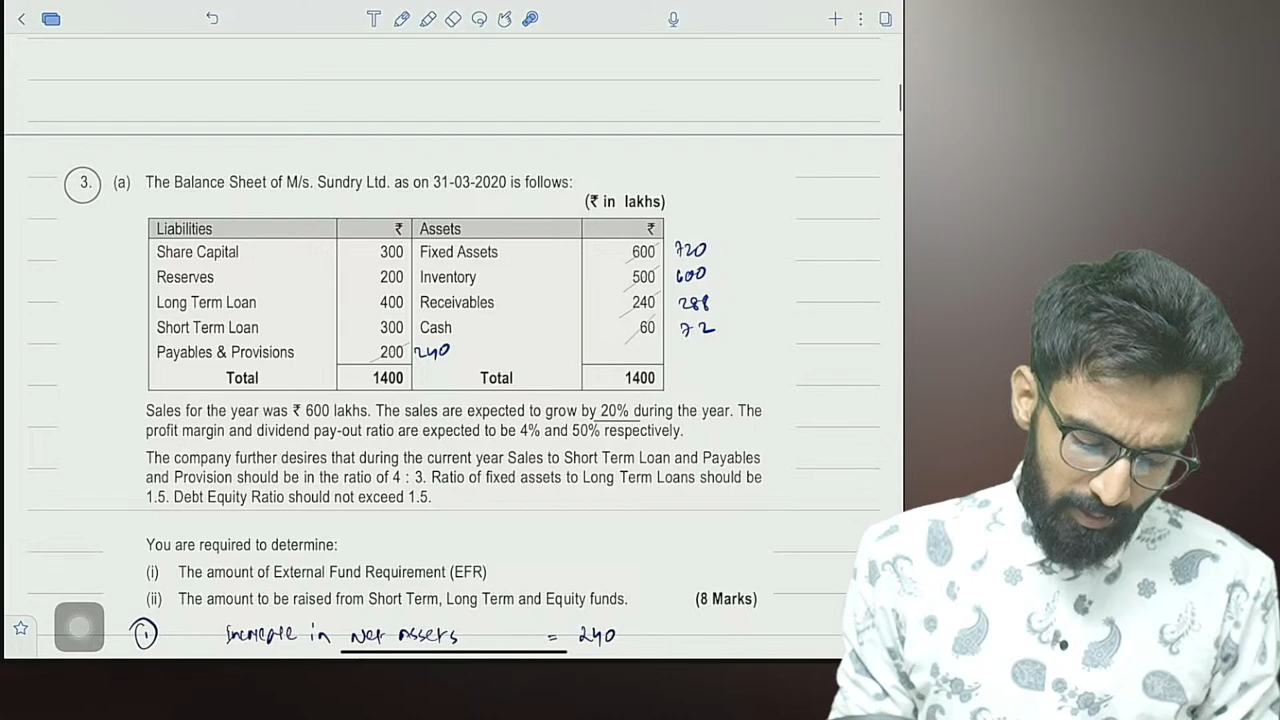 3. (a) The Balance Sheet of M/s. Sundry Ltd. as on 31-03-2020 is follows:
(₹ in lakhs)
Liabilities ₹ Assets ₹
Share Capital 300 Fixed Assets 600 720
Reserves 200 Inventory 500 600
Long Term Loan 400 Receivables 240 288
Short Term Loan 300 Cash 60 72
Payables & Provisions 200 240
Total 1400 Total 1400
Sales for the year was ₹ 600 lakhs. The sales are expected to grow by 20% during the year. The
profit margin and dividend pay-out ratio are expected to be 4% and 50% respectively.
The company further desires that during the current year Sales to Short Term Loan and Payables
and Provision should be in the ratio of 4 : 3. Ratio of fixed assets to Long Term Loans should be
1.5. Debt Equity Ratio should not exceed 1.5.
You are required to determine:
(i) The amount of External Fund Requirement (EFR)
(ii) The amount to be raised from Short Term, Long Term and Equity funds. (8 Marks)
① Increase in Net Assets = 240